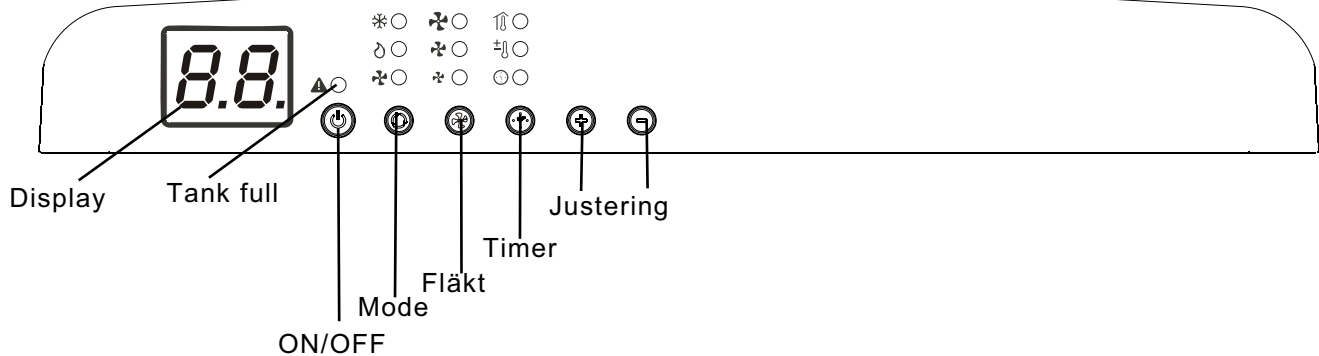 8.8.
Display
Tank full
Justering
Timer
Fläkt
Mode
ON/OFF